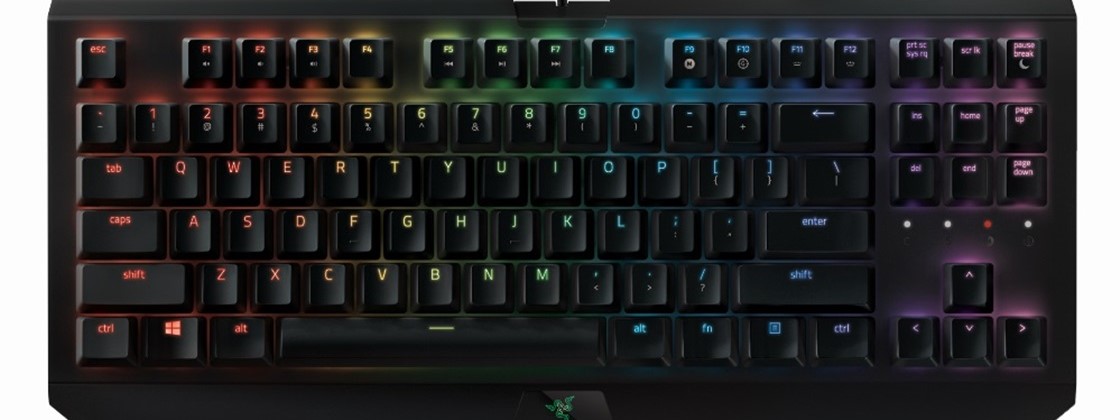 esc F1 F2 F3 F4 F5 F6 F7 F8 F9 F10 F11 F12 prt sc sys rq scr lk pause break
~ - 1 ! 2 @ 3 # 4 $ 5 % 6 ^ 7 & 8 * 9 ( 0 ) - - = + ← ins home page up
tab Q W E R T Y U I O P [ { ] } \ | del end page down
caps A S D F G H J K L ; : enter
shift Z X C V B N M , < . > / ? shift ^
ctrl alt alt fn ctrl < v >